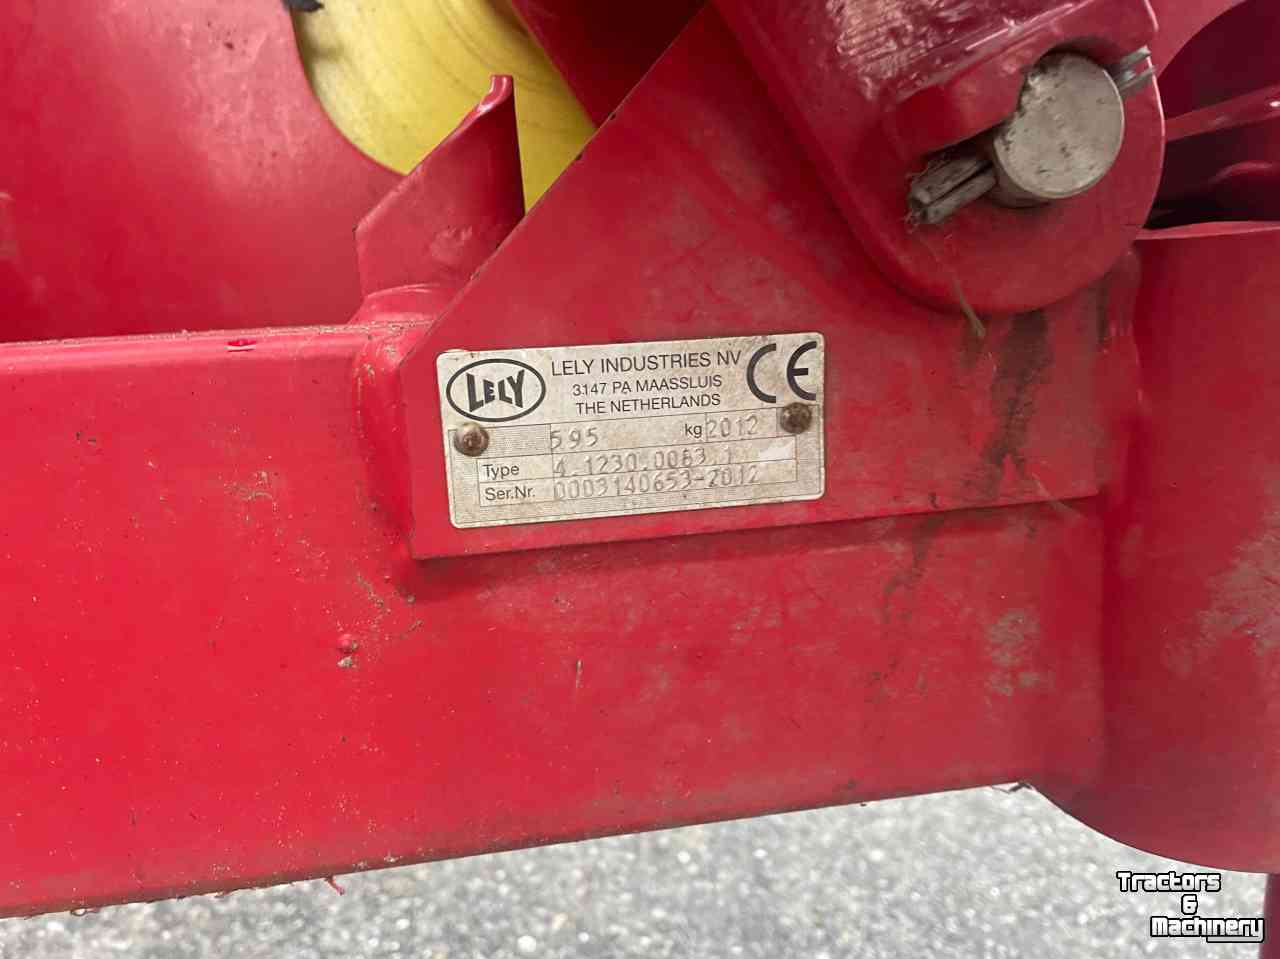 LELY
LELY INDUSTRIES NV
3147 PA MAASSLUIS
THE NETHERLANDS
CE
595 kg 2012
Type 4.1230.0063.1
Ser.Nr. 0003140653-2012
Tractors
&
Machinery